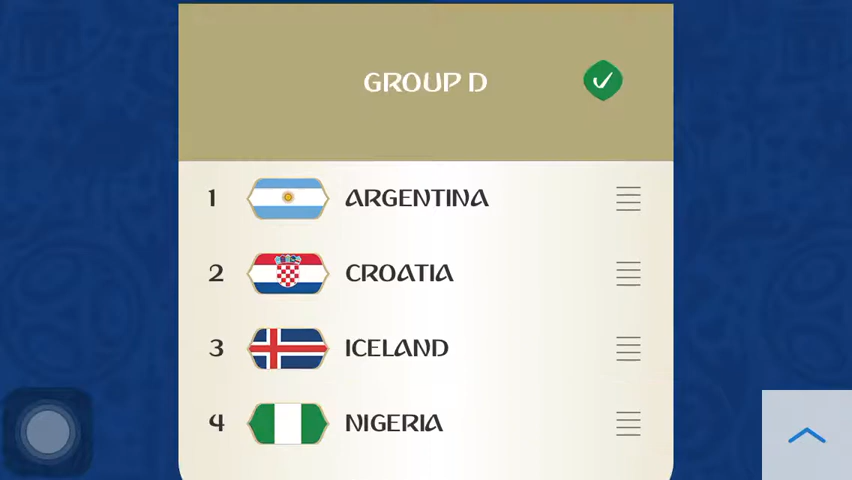 GROUP D
1 ARGENTINA
2 CROATIA
3 ICELAND
4 NIGERIA